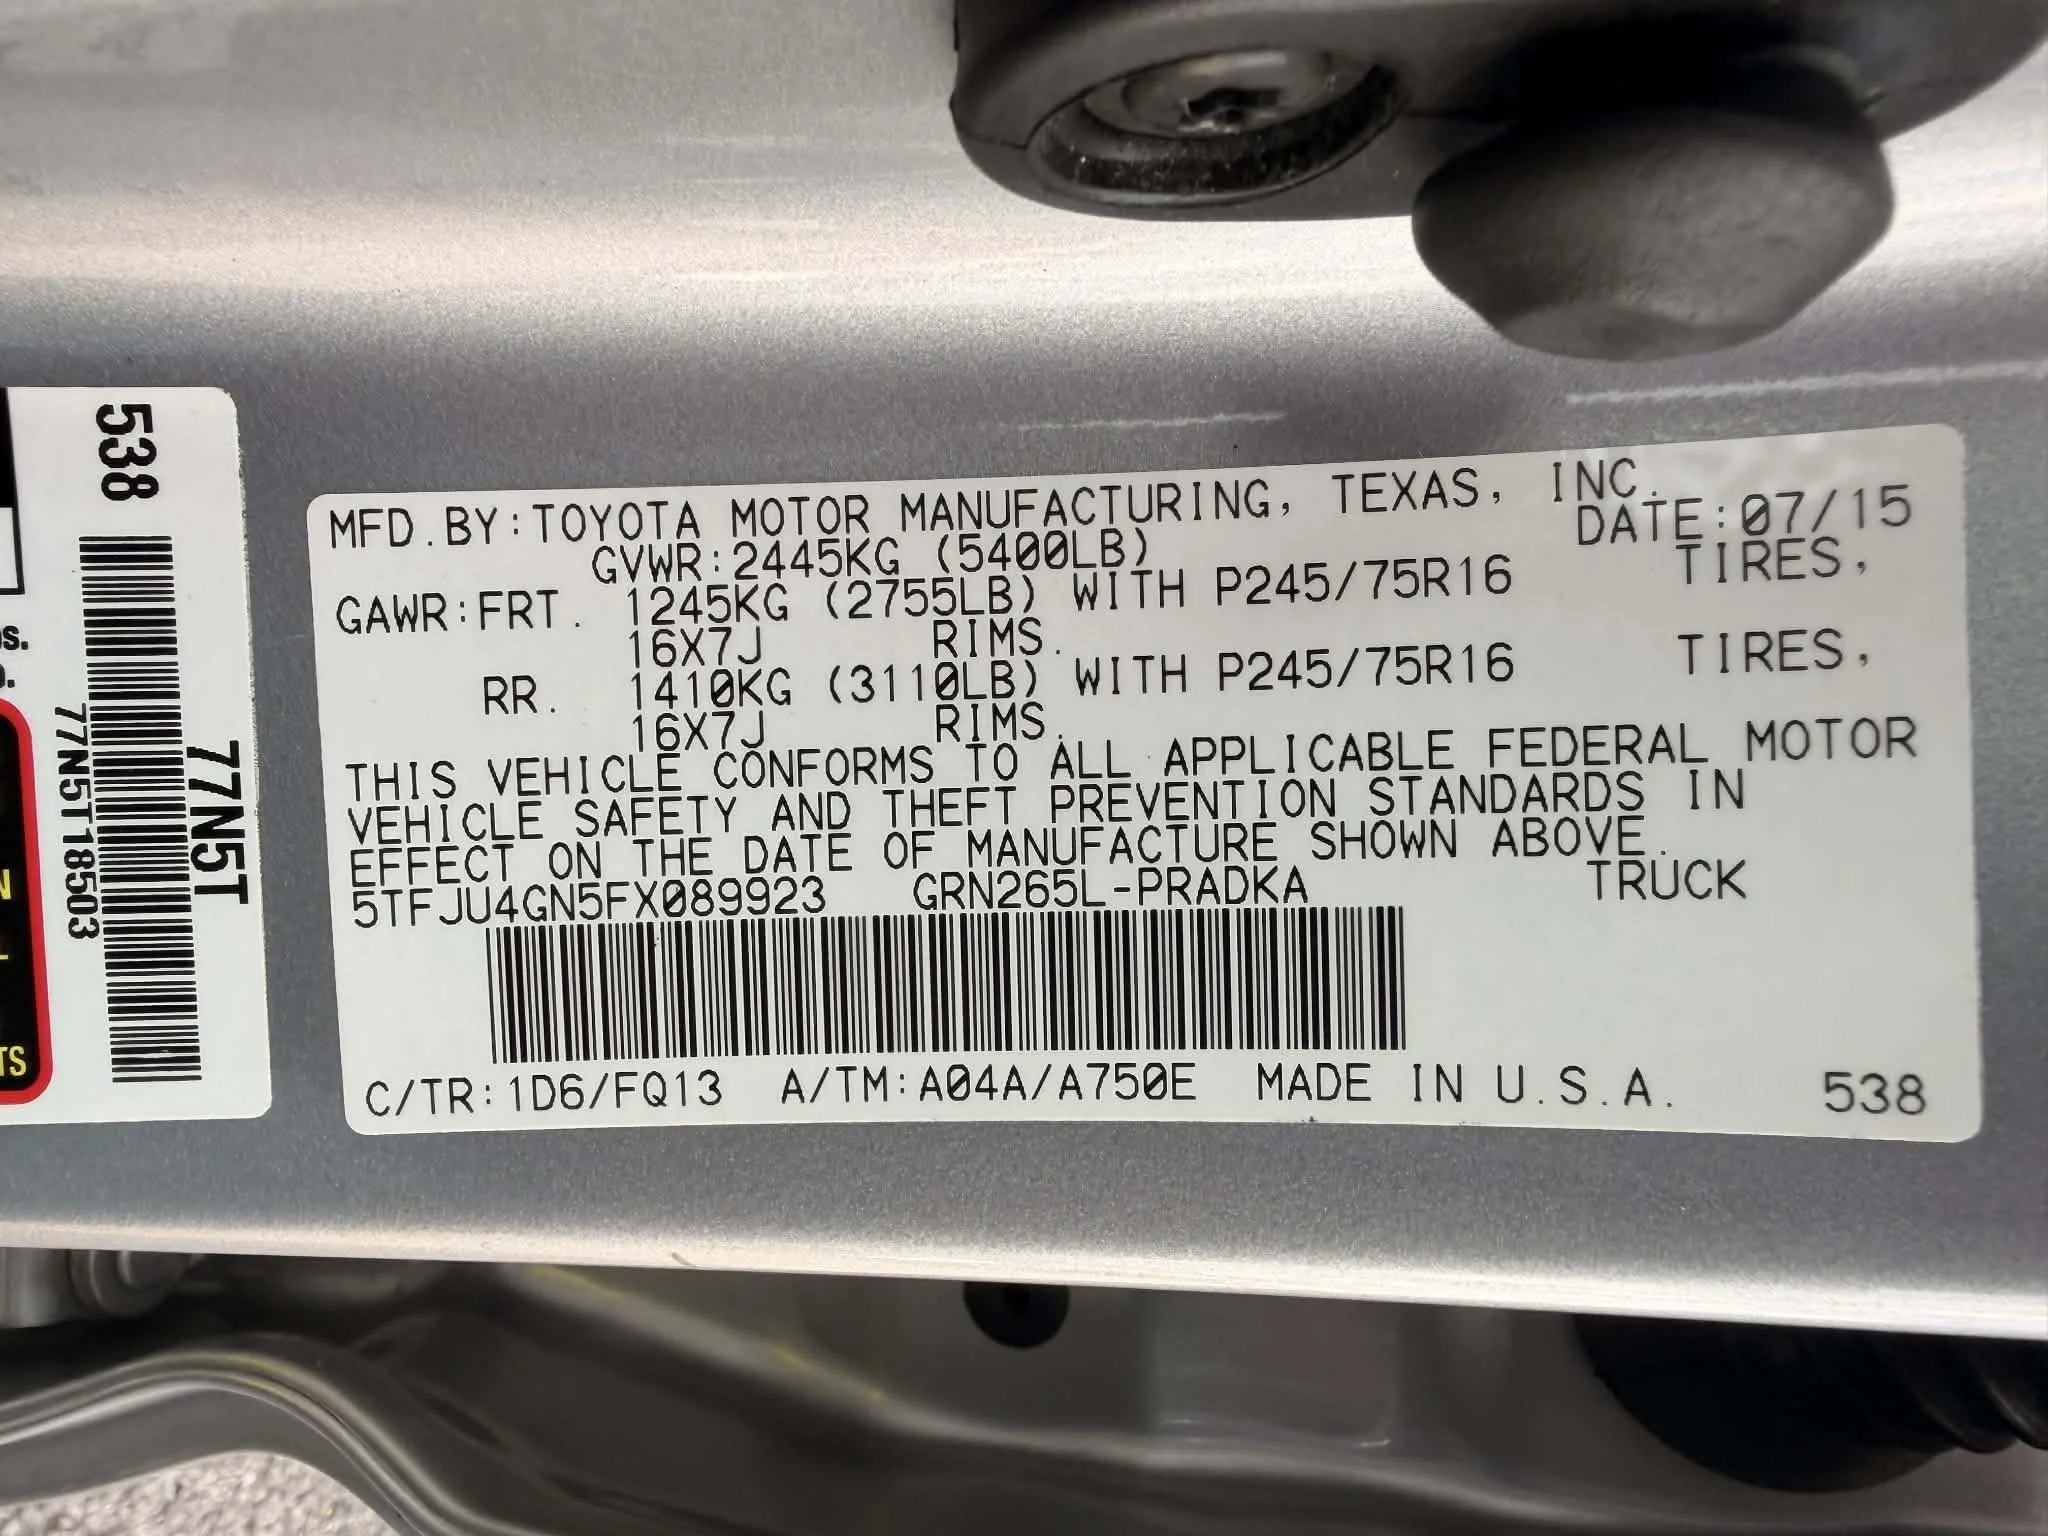 538
77N5T
77N5T18503
TS
MFD.BY:TOYOTA MOTOR MANUFACTURING, TEXAS, INC.
DATE:07/15
GVWR:2445KG (5400LB)
GAWR:FRT. 1245KG (2755LB) WITH P245/75R16 TIRES,
16X7J RIMS.
RR. 1410KG (3110LB) WITH P245/75R16 TIRES,
16X7J RIMS.
THIS VEHICLE CONFORMS TO ALL APPLICABLE FEDERAL MOTOR
VEHICLE SAFETY AND THEFT PREVENTION STANDARDS IN
EFFECT ON THE DATE OF MANUFACTURE SHOWN ABOVE.
5TFJU4GN5FX089923 GRN265L-PRADKA TRUCK
C/TR:1D6/FQ13 A/TM:A04A/A750E MADE IN U.S.A. 538